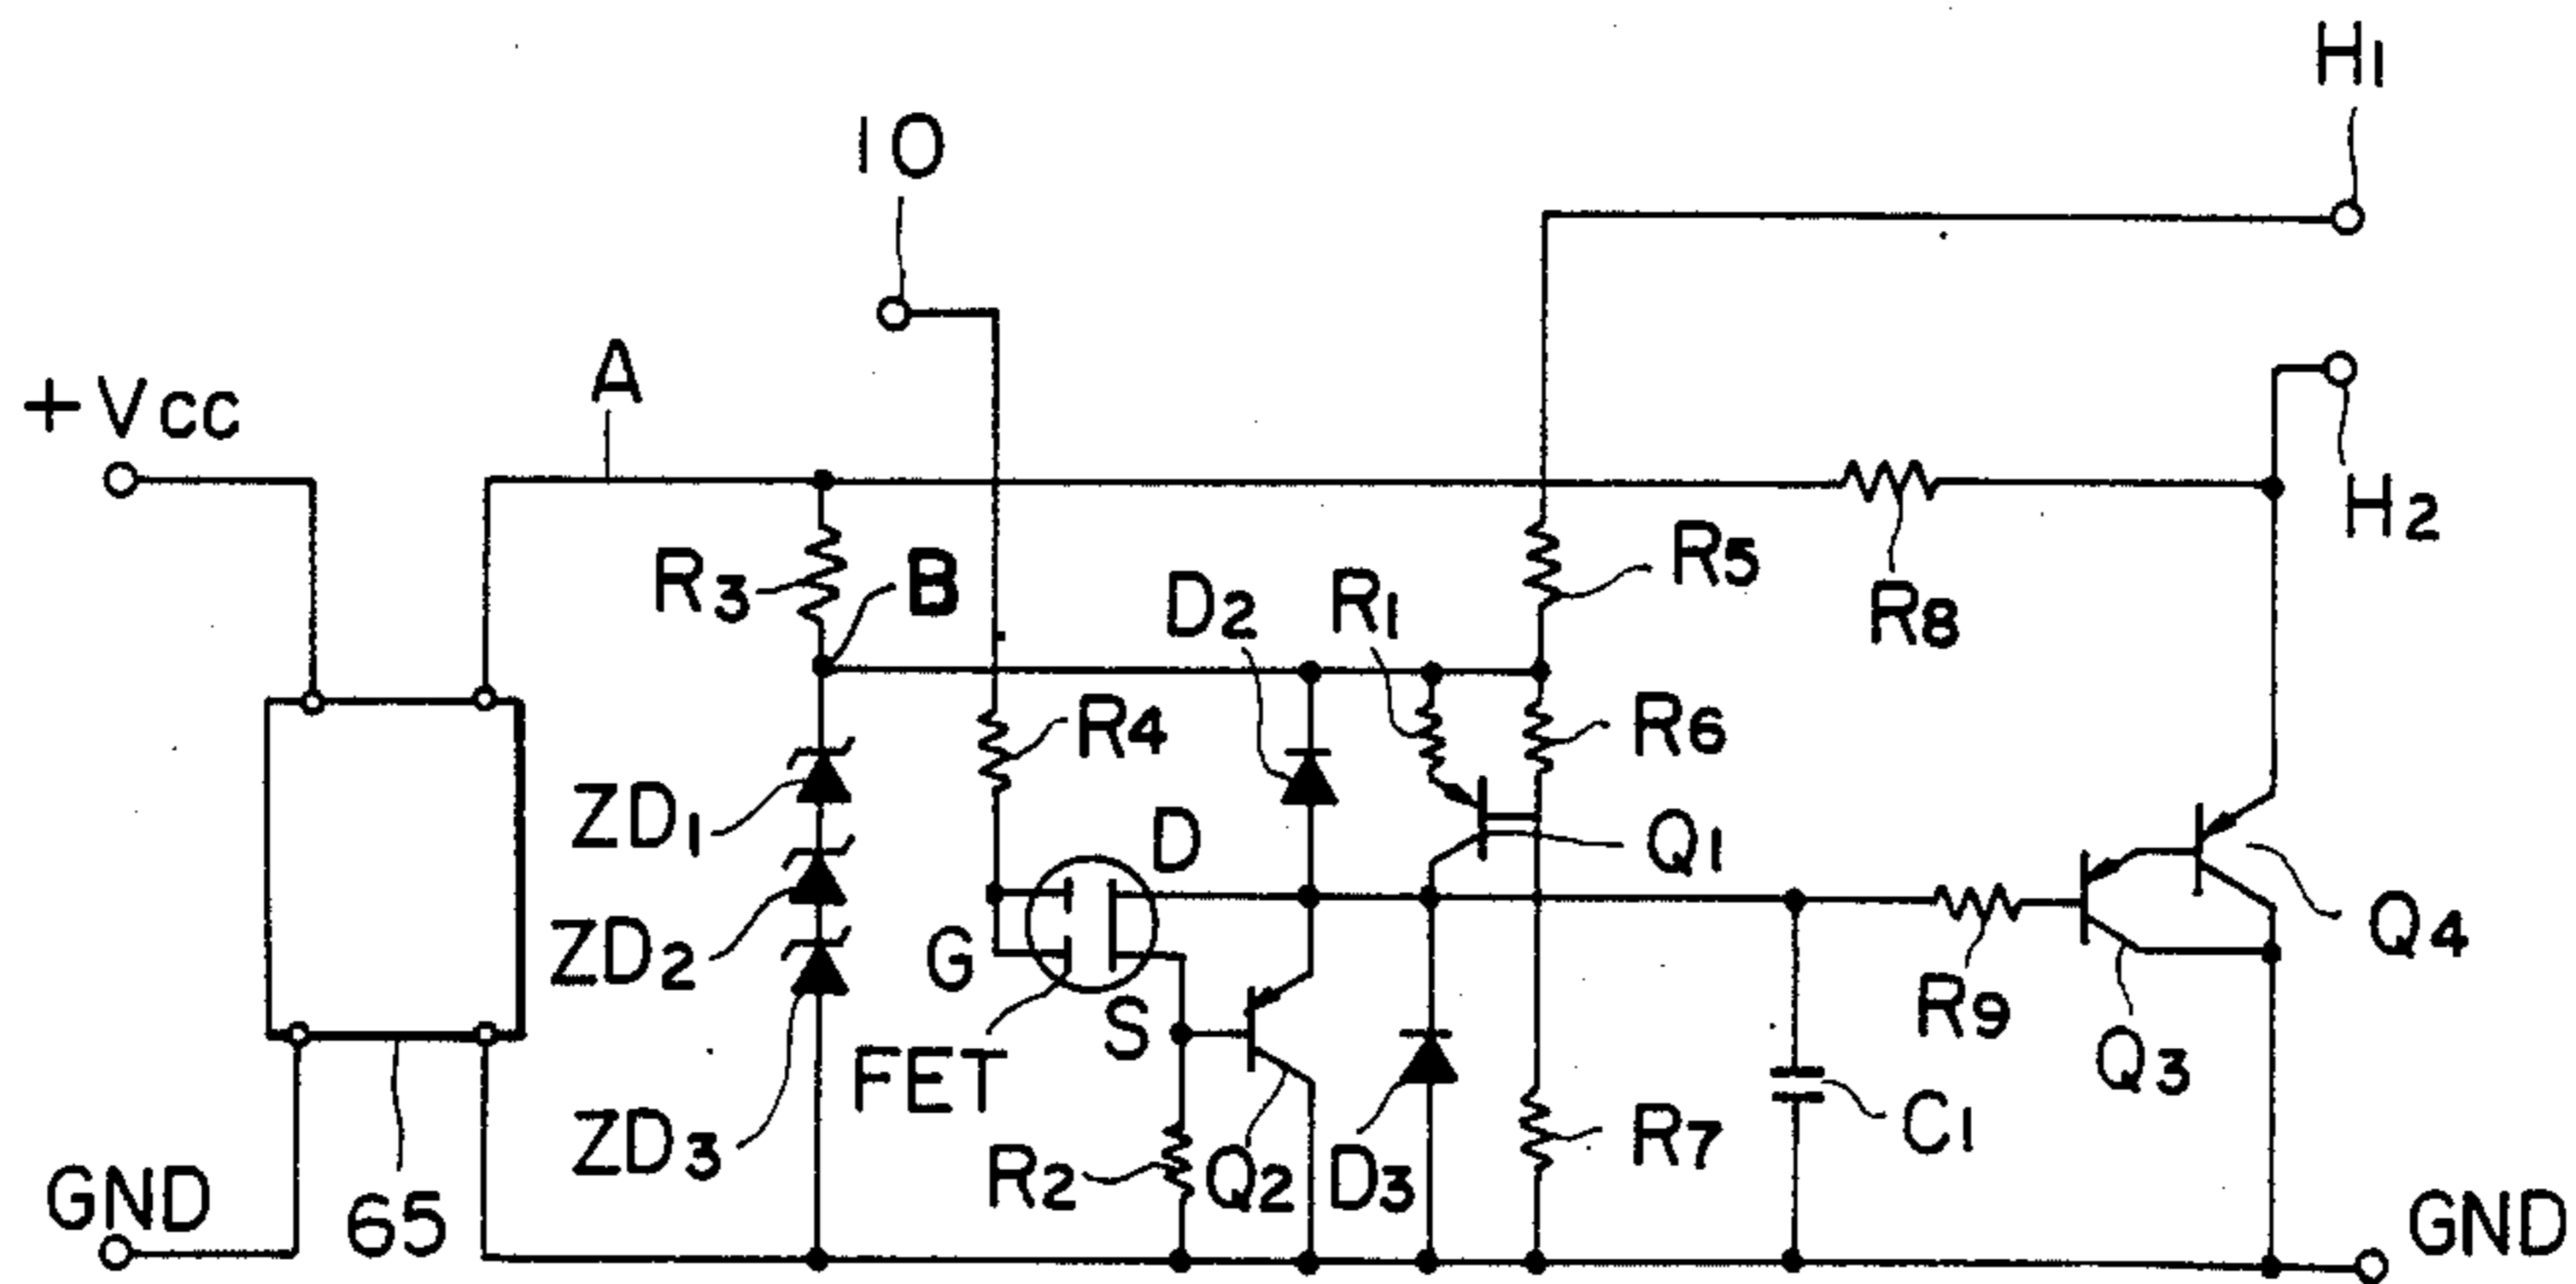 H1
10
A
+Vcc
H2
R3
B
D2
R1
R5
R8
R4
R6
ZD1
D
Q1
ZD2
G
Q4
S
R9
FET
Q3
ZD3
R2
Q2
D3
R7
C1
GND
65
GND